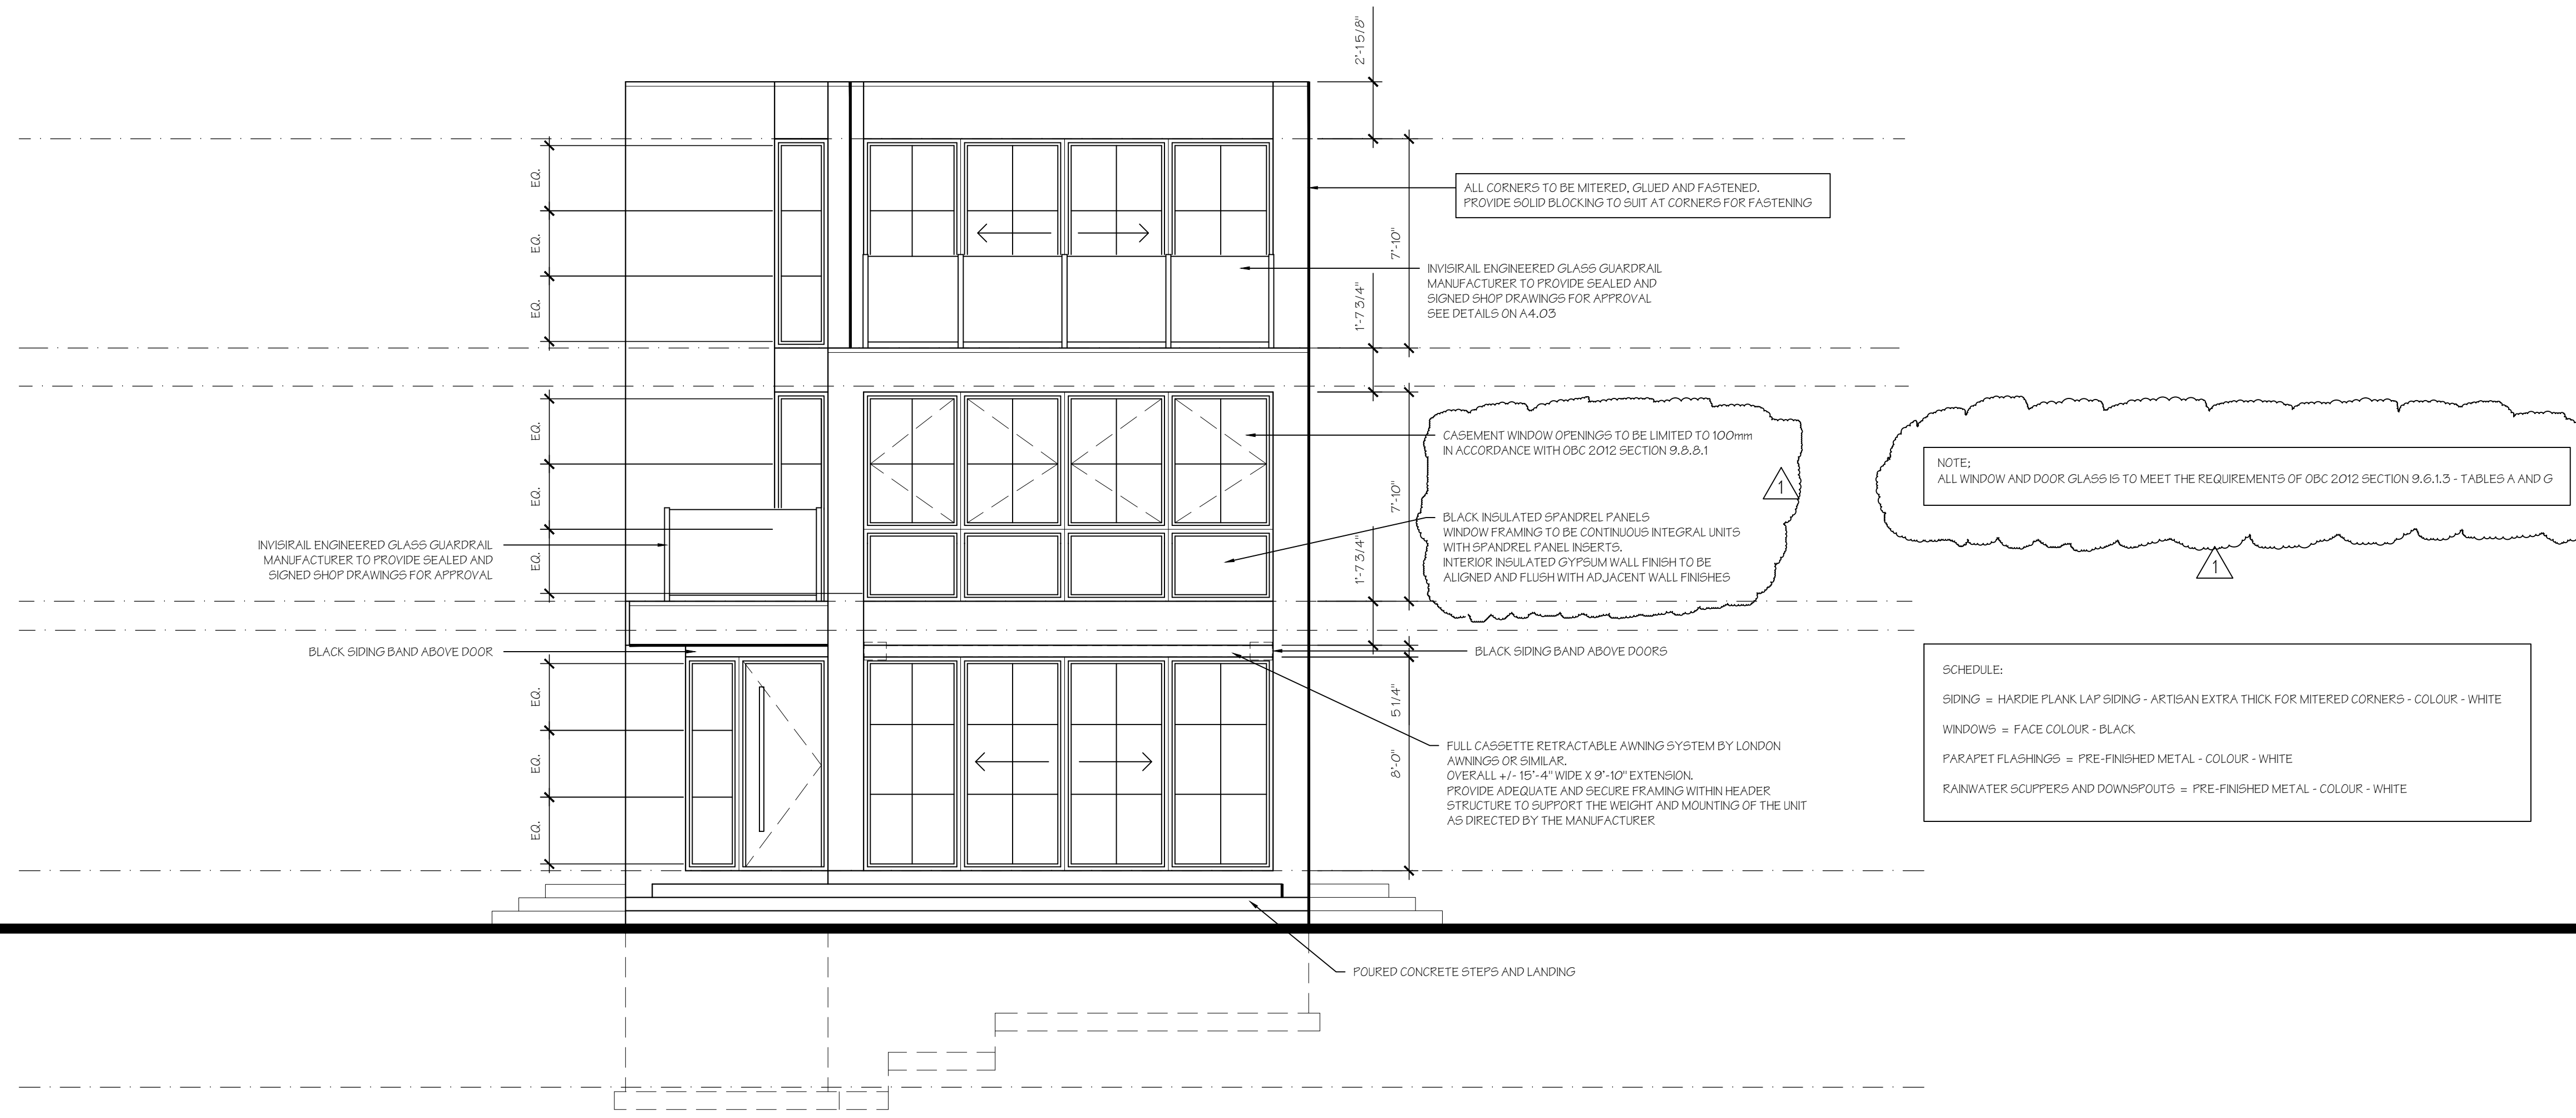 2'-1 5/8"
EQ.
EQ.
EQ.
7'-10"
1'-7 3/4"
ALL CORNERS TO BE MITERED, GLUED AND FASTENED.
PROVIDE SOLID BLOCKING TO SUIT AT CORNERS FOR FASTENING
INVISIRAIL ENGINEERED GLASS GUARDRAIL
MANUFACTURER TO PROVIDE SEALED AND
SIGNED SHOP DRAWINGS FOR APPROVAL
SEE DETAILS ON A4.03
EQ.
EQ.
EQ.
7'-10"
1'-7 3/4"
CASEMENT WINDOW OPENINGS TO BE LIMITED TO 100mm
IN ACCORDANCE WITH OBC 2012 SECTION 9.8.8.1
1
BLACK INSULATED SPANDREL PANELS
WINDOW FRAMING TO BE CONTINUOUS INTEGRAL UNITS
WITH SPANDREL PANEL INSERTS.
INTERIOR INSULATED GYPSUM WALL FINISH TO BE
ALIGNED AND FLUSH WITH ADJACENT WALL FINISHES
NOTE;
ALL WINDOW AND DOOR GLASS IS TO MEET THE REQUIREMENTS OF OBC 2012 SECTION 9.6.1.3 - TABLES A AND G
1
INVISIRAIL ENGINEERED GLASS GUARDRAIL
MANUFACTURER TO PROVIDE SEALED AND
SIGNED SHOP DRAWINGS FOR APPROVAL
BLACK SIDING BAND ABOVE DOOR
BLACK SIDING BAND ABOVE DOORS
EQ.
EQ.
EQ.
5 1/4"
8'-0"
FULL CASSETTE RETRACTABLE AWNING SYSTEM BY LONDON
AWNINGS OR SIMILAR.
OVERALL +/- 15'-4" WIDE X 9'-10" EXTENSION.
PROVIDE ADEQUATE AND SECURE FRAMING WITHIN HEADER
STRUCTURE TO SUPPORT THE WEIGHT AND MOUNTING OF THE UNIT
AS DIRECTED BY THE MANUFACTURER
SCHEDULE:
SIDING = HARDIE PLANK LAP SIDING - ARTISAN EXTRA THICK FOR MITERED CORNERS - COLOUR - WHITE
WINDOWS = FACE COLOUR - BLACK
PARAPET FLASHINGS = PRE-FINISHED METAL - COLOUR - WHITE
RAINWATER SCUPPERS AND DOWNSPOUTS = PRE-FINISHED METAL - COLOUR - WHITE
POURED CONCRETE STEPS AND LANDING